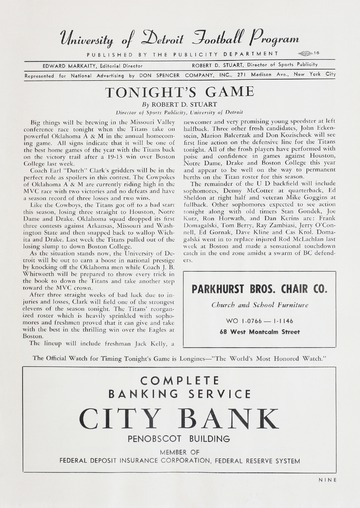 University of Detroit Football Program
PUBLISHED BY THE PUBLICITY DEPARTMENT
EDWARD MARKAITY, Editorial Director
ROBERT D. STUART, Director of Sports Publicity
Represented for National Advertising by DON SPENCER COMPANY, INC., 271 Madison Ave., New York City
TONIGHT'S GAME
By ROBERT D. STUART
Director of Sports Publicity, University of Detroit
Big things will be brewing in the Missouri Valley
conference race tonight when the Titans take on
powerful Oklahoma A & M in the annual homecom-
ing game. All signs indicate that it will be one of
the best home games of the year with the Titans back
on the victory trail after a 19-13 win over Boston
College last week.
Coach Earl "Dutch" Clark's gridders will be in the
perfect role as spoilers in this contest. The Cowpokes
of Oklahoma A & M are currently riding high in the
MVC race with two victories and no defeats and have
a season record of three losses and two wins.
Like the Cowboys, the Titans got off to a bad start
this season, losing three straight to Houston, Notre
Dame and Drake. Oklahoma squad dropped its first
three contests against Arkansas, Missouri and Wash-
ington State and then snapped back to wallop Wich-
ita and Drake. Last week the Titans pulled out of the
losing slump to down Boston College.
As the situation stands now, the University of De-
troit will be out to earn a boost in national prestige
by knocking off the Oklahoma men while Coach J. B.
Whitworth will be prepared to throw every trick in
the book to down the Titans and take another step
toward the MVC crown.
After three straight weeks of bad luck due to in-
juries and losses, Clark will field one of the strongest
elevens of the season tonight. The Titans' reorgan-
ized roster which is heavily sprinkled with sopho-
mores and freshmen proved that it can give and take
with the best in the thrilling win over the Eagles at
Boston.
The lineup will include freshman Jack Kelly, a
newcomer and very promising young speedster at left
halfback. Three other frosh candidates, John Ecken-
stein, Marion Balcerzak and Don Kozischeck will see
first line action on the defensive line for the Titans
tonight. All of the frosh players have performed with
poise and confidence in games against Houston,
Notre Dame, Drake and Boston College this year
and appear to be well on the way to permanent
berths on the Titan roster for this season.
The remainder of the U D backfield will include
sophomores, Denny McCotter at quarterback, Ed
Sheldon at right half and veteran Mike Goggins at
fullback. Other sophomores expected to see action
tonight along with old timers Stan Gondek, Joe
Kutz, Ron Horwath, and Dan Kerins are: Frank
Domagalski, Tom Berry, Ray Zambiasi, Jerry O'Con-
nell, Ed Gornak, Dave Kline and Cas Krol. Doma-
galski went in to replace injured Rod McLachlan last
week at Boston and made a sensational touchdown
catch in the end zone amidst a swarm of BC defend-
ers.
PARKHURST BROS. CHAIR CO.
Church and School Furniture
WO 1-0766 — 1-1146
68 West Montcalm Street
The Official Watch for Timing Tonight's Game is Longines—"The World's Most Honored Watch."
COMPLETE
BANKING SERVICE
CITY BANK
PENOBSCOT BUILDING
MEMBER OF
FEDERAL DEPOSIT INSURANCE CORPORATION, FEDERAL RESERVE SYSTEM
NINE